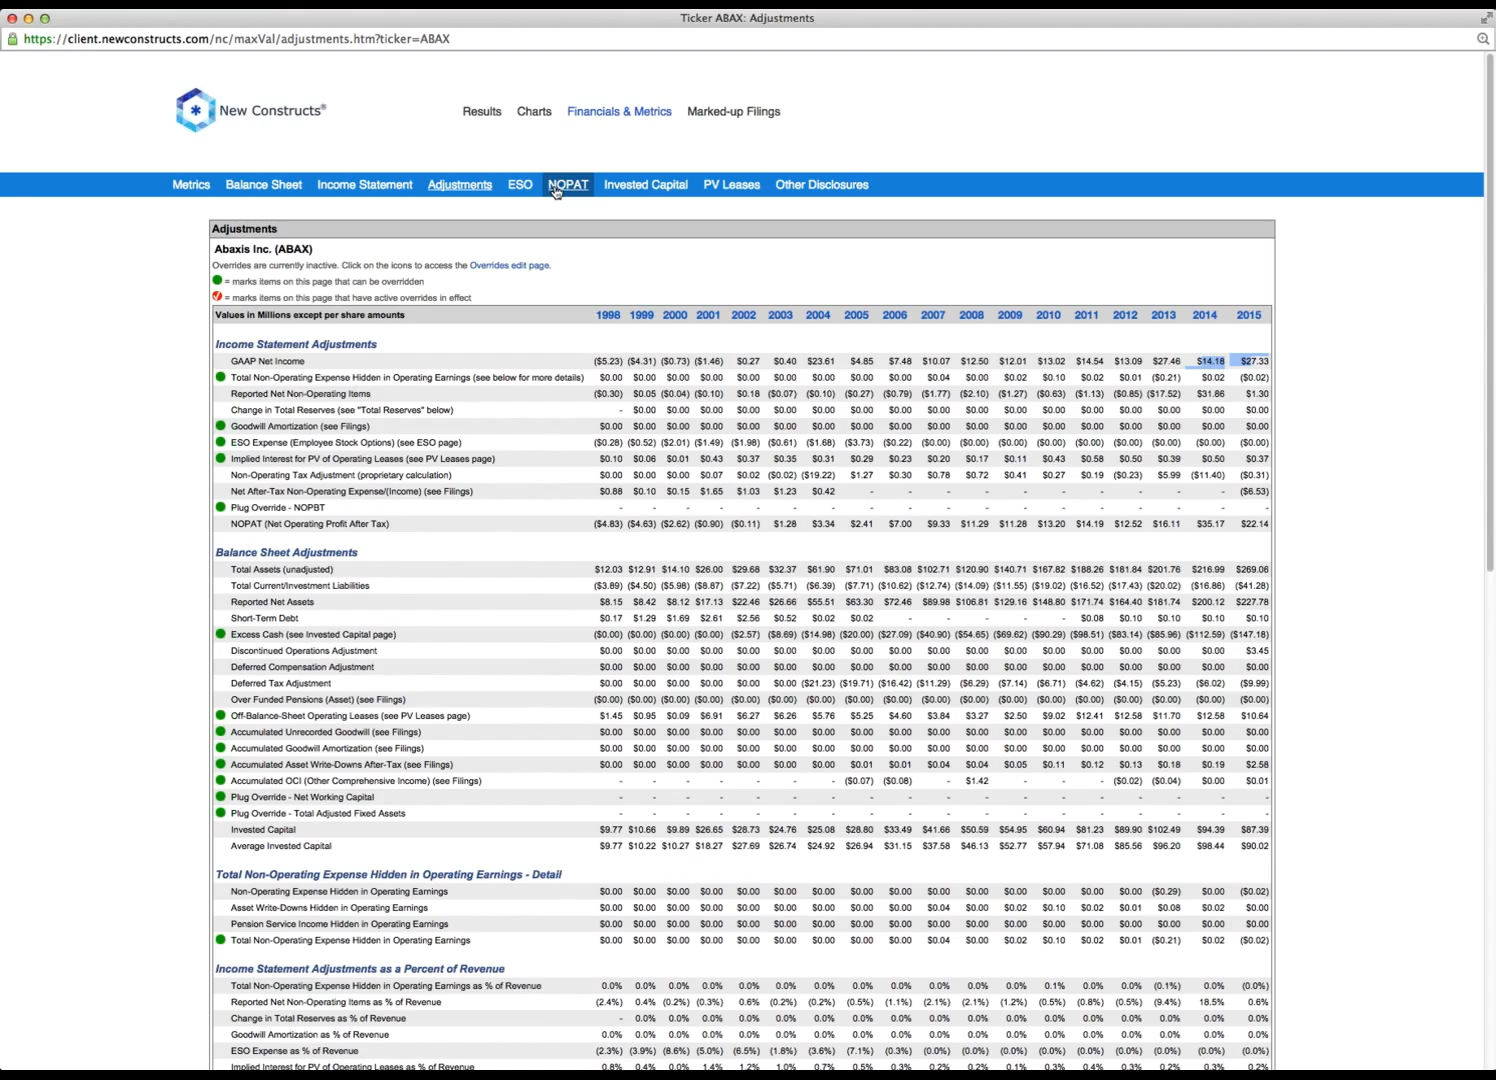 Ticker ABAX: Adjustments
https://client.newconstructs.com/nc/maxVal/adjustments.htm?ticker=ABAX
New Constructs® Results Charts Financials & Metrics Marked-up Filings
Metrics Balance Sheet Income Statement Adjustments ESO NOPAT Invested Capital PV Leases Other Disclosures
Adjustments
Abaxis Inc. (ABAX)
Overrides are currently inactive. Click on the icons to access the Overrides edit page.
= marks items on this page that can be overridden
= marks items on this page that have active overrides in effect
Values in Millions except per share amounts 1998 1999 2000 2001 2002 2003 2004 2005 2006 2007 2008 2009 2010 2011 2012 2013 2014 2015
Income Statement Adjustments
GAAP Net Income ($5.23) ($4.31) ($0.73) ($1.46) $0.27 $0.40 $23.61 $4.85 $7.48 $10.07 $12.50 $12.01 $13.02 $14.54 $13.09 $27.46 $14.18 $27.33
Total Non-Operating Expense Hidden in Operating Earnings (see below for more details) $0.00 $0.00 $0.00 $0.00 $0.00 $0.00 $0.00 $0.00 $0.00 $0.04 $0.00 $0.02 $0.10 $0.02 $0.01 ($0.21) $0.02 ($0.02)
Reported Net Non-Operating Items ($0.30) $0.05 ($0.04) ($0.10) $0.18 ($0.07) ($0.10) ($0.27) ($0.79) ($1.77) ($2.10) ($1.27) ($0.63) ($1.13) ($0.85) ($17.52) $31.86 $1.30
Change in Total Reserves (see "Total Reserves" below) - $0.00 $0.00 $0.00 $0.00 $0.00 $0.00 $0.00 $0.00 $0.00 $0.00 $0.00 $0.00 $0.00 $0.00 $0.00 $0.00 $0.00
Goodwill Amortization (see Filings) $0.00 $0.00 $0.00 $0.00 $0.00 $0.00 $0.00 $0.00 $0.00 $0.00 $0.00 $0.00 $0.00 $0.00 $0.00 $0.00 $0.00 $0.00
ESO Expense (Employee Stock Options) (see ESO page) ($0.28) ($0.52) ($2.01) ($1.49) ($1.98) ($0.61) ($1.68) ($3.73) ($0.22) ($0.00) ($0.00) ($0.00) ($0.00) ($0.00) ($0.00) ($0.00) ($0.00) ($0.00)
Implied Interest for PV of Operating Leases (see PV Leases page) $0.10 $0.06 $0.01 $0.43 $0.37 $0.35 $0.31 $0.29 $0.23 $0.20 $0.17 $0.11 $0.43 $0.58 $0.50 $0.39 $0.50 $0.37
Non-Operating Tax Adjustment (proprietary calculation) $0.00 $0.00 $0.00 $0.07 $0.02 ($0.02) ($19.22) $1.27 $0.30 $0.78 $0.72 $0.41 $0.27 $0.19 ($0.23) $5.99 ($11.40) ($0.31)
Net After-Tax Non-Operating Expense/(Income) (see Filings) $0.88 $0.10 $0.15 $1.65 $1.03 $1.23 $0.42 - - - - - - - - - - ($6.53)
Plug Override - NOPBT - - - - - - - - - - - - - - - - - -
NOPAT (Net Operating Profit After Tax) ($4.83) ($4.63) ($2.62) ($0.90) ($0.11) $1.28 $3.34 $2.41 $7.00 $9.33 $11.29 $11.28 $13.20 $14.19 $12.52 $16.11 $35.17 $22.14
Balance Sheet Adjustments
Total Assets (unadjusted) $12.03 $12.91 $14.10 $26.00 $29.68 $32.37 $61.90 $71.01 $83.08 $102.71 $120.90 $140.71 $167.82 $188.26 $181.84 $201.76 $216.99 $269.06
Total Current/Investment Liabilities ($3.89) ($4.50) ($5.98) ($8.87) ($7.22) ($5.71) ($6.39) ($7.71) ($10.62) ($12.74) ($14.09) ($11.55) ($19.02) ($16.52) ($17.43) ($20.02) ($16.86) ($41.28)
Reported Net Assets $8.15 $8.42 $8.12 $17.13 $22.46 $26.66 $55.51 $63.30 $72.46 $89.98 $106.81 $129.16 $148.80 $171.74 $164.40 $181.74 $200.12 $227.78
Short-Term Debt $0.17 $1.29 $1.69 $2.61 $2.56 $0.52 $0.02 $0.02 - - - - - $0.08 $0.10 $0.10 $0.10 $0.10
Excess Cash (see Invested Capital page) ($0.00) ($0.00) ($0.00) ($0.00) ($2.57) ($8.69) ($14.98) ($20.00) ($27.09) ($40.90) ($54.65) ($69.62) ($90.29) ($98.51) ($83.14) ($85.96) ($112.59) ($147.18)
Discontinued Operations Adjustment $0.00 $0.00 $0.00 $0.00 $0.00 $0.00 $0.00 $0.00 $0.00 $0.00 $0.00 $0.00 $0.00 $0.00 $0.00 $0.00 $0.00 $3.45
Deferred Compensation Adjustment $0.00 $0.00 $0.00 $0.00 $0.00 $0.00 $0.00 $0.00 $0.00 $0.00 $0.00 $0.00 $0.00 $0.00 $0.00 $0.00 $0.00 $0.00
Deferred Tax Adjustment $0.00 $0.00 $0.00 $0.00 $0.00 $0.00 ($21.23) ($19.71) ($16.42) ($11.29) ($6.29) ($7.14) ($6.71) ($4.62) ($4.15) ($5.23) ($6.02) ($9.99)
Over Funded Pensions (Asset) (see Filings) ($0.00) ($0.00) ($0.00) ($0.00) ($0.00) ($0.00) ($0.00) ($0.00) ($0.00) ($0.00) ($0.00) ($0.00) ($0.00) ($0.00) ($0.00) ($0.00) ($0.00) ($0.00)
Off-Balance-Sheet Operating Leases (see PV Leases page) $1.45 $0.95 $0.09 $6.91 $6.27 $6.26 $5.76 $5.25 $4.60 $3.84 $3.27 $2.50 $9.02 $12.41 $12.58 $11.70 $12.58 $10.64
Accumulated Unrecorded Goodwill (see Filings) $0.00 $0.00 $0.00 $0.00 $0.00 $0.00 $0.00 $0.00 $0.00 $0.00 $0.00 $0.00 $0.00 $0.00 $0.00 $0.00 $0.00 $0.00
Accumulated Goodwill Amortization (see Filings) $0.00 $0.00 $0.00 $0.00 $0.00 $0.00 $0.00 $0.00 $0.00 $0.00 $0.00 $0.00 $0.00 $0.00 $0.00 $0.00 $0.00 $0.00
Accumulated Asset Write-Downs After-Tax (see Filings) $0.00 $0.00 $0.00 $0.00 $0.00 $0.00 $0.00 $0.01 $0.01 $0.04 $0.04 $0.05 $0.11 $0.12 $0.13 $0.18 $0.19 $2.58
Accumulated OCI (Other Comprehensive Income) (see Filings) - - - - - - - ($0.07) ($0.08) - $1.42 - - - ($0.02) ($0.04) $0.00 $0.01
Plug Override - Net Working Capital - - - - - - - - - - - - - - - - - -
Plug Override - Total Adjusted Fixed Assets - - - - - - - - - - - - - - - - - -
Invested Capital $9.77 $10.66 $9.89 $26.65 $28.73 $24.76 $25.08 $28.80 $33.49 $41.66 $50.59 $54.95 $60.94 $81.23 $89.90 $102.49 $94.39 $87.39
Average Invested Capital $9.77 $10.22 $10.27 $18.27 $27.69 $26.74 $24.92 $26.94 $31.15 $37.58 $46.13 $52.77 $57.94 $71.08 $85.56 $96.20 $98.44 $90.02
Total Non-Operating Expense Hidden in Operating Earnings - Detail
Non-Operating Expense Hidden in Operating Earnings $0.00 $0.00 $0.00 $0.00 $0.00 $0.00 $0.00 $0.00 $0.00 $0.00 $0.00 $0.00 $0.00 $0.00 $0.00 ($0.29) $0.00 ($0.02)
Asset Write-Downs Hidden in Operating Earnings $0.00 $0.00 $0.00 $0.00 $0.00 $0.00 $0.00 $0.00 $0.00 $0.04 $0.00 $0.02 $0.10 $0.02 $0.01 $0.08 $0.02 $0.00
Pension Service Income Hidden in Operating Earnings $0.00 $0.00 $0.00 $0.00 $0.00 $0.00 $0.00 $0.00 $0.00 $0.00 $0.00 $0.00 $0.00 $0.00 $0.00 $0.00 $0.00 $0.00
Total Non-Operating Expense Hidden in Operating Earnings $0.00 $0.00 $0.00 $0.00 $0.00 $0.00 $0.00 $0.00 $0.00 $0.04 $0.00 $0.02 $0.10 $0.02 $0.01 ($0.21) $0.02 ($0.02)
Income Statement Adjustments as a Percent of Revenue
Total Non-Operating Expense Hidden in Operating Earnings as % of Revenue 0.0% 0.0% 0.0% 0.0% 0.0% 0.0% 0.0% 0.0% 0.0% 0.0% 0.0% 0.0% 0.1% 0.0% 0.0% (0.1%) 0.0% (0.0%)
Reported Net Non-Operating Items as % of Revenue (2.4%) 0.4% (0.2%) (0.3%) 0.6% (0.2%) (0.2%) (0.5%) (1.1%) (2.1%) (2.1%) (1.2%) (0.5%) (0.8%) (0.5%) (9.4%) 18.5% 0.6%
Change in Total Reserves as % of Revenue - 0.0% 0.0% 0.0% 0.0% 0.0% 0.0% 0.0% 0.0% 0.0% 0.0% 0.0% 0.0% 0.0% 0.0% 0.0% 0.0% 0.0%
Goodwill Amortization as % of Revenue 0.0% 0.0% 0.0% 0.0% 0.0% 0.0% 0.0% 0.0% 0.0% 0.0% 0.0% 0.0% 0.0% 0.0% 0.0% 0.0% 0.0% 0.0%
ESO Expense as % of Revenue (2.3%) (3.9%) (8.6%) (5.0%) (6.5%) (1.8%) (3.6%) (7.1%) (0.3%) (0.0%) (0.0%) (0.0%) (0.0%) (0.0%) (0.0%) (0.0%) (0.0%) (0.0%)
Implied Interest for PV of Operating Leases as % of Revenue 0.8% 0.4% 0.0% 1.4% 1.2% 1.0% 0.7% 0.5% 0.3% 0.2% 0.2% 0.1% 0.3% 0.4% 0.3% 0.2% 0.3% 0.2%